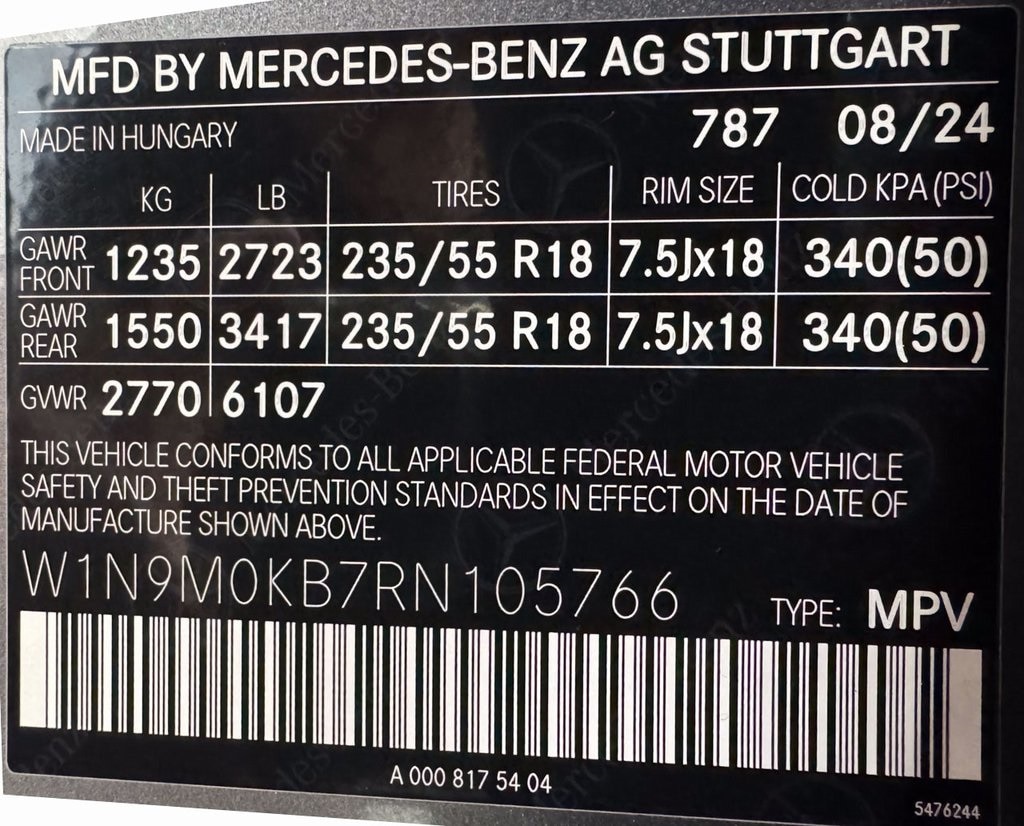 MFD BY MERCEDES-BENZ AG STUTTGART
MADE IN HUNGARY 787 08/24
KG LB TIRES RIM SIZE COLD KPA (PSI)
GAWR FRONT 1235 2723 235/55 R18 7.5Jx18 340(50)
GAWR REAR 1550 3417 235/55 R18 7.5Jx18 340(50)
GVWR 2770 6107
THIS VEHICLE CONFORMS TO ALL APPLICABLE FEDERAL MOTOR VEHICLE
SAFETY AND THEFT PREVENTION STANDARDS IN EFFECT ON THE DATE OF
MANUFACTURE SHOWN ABOVE.
W1N9M0KB7RN105766 TYPE: MPV
A 000 817 54 04
5476244